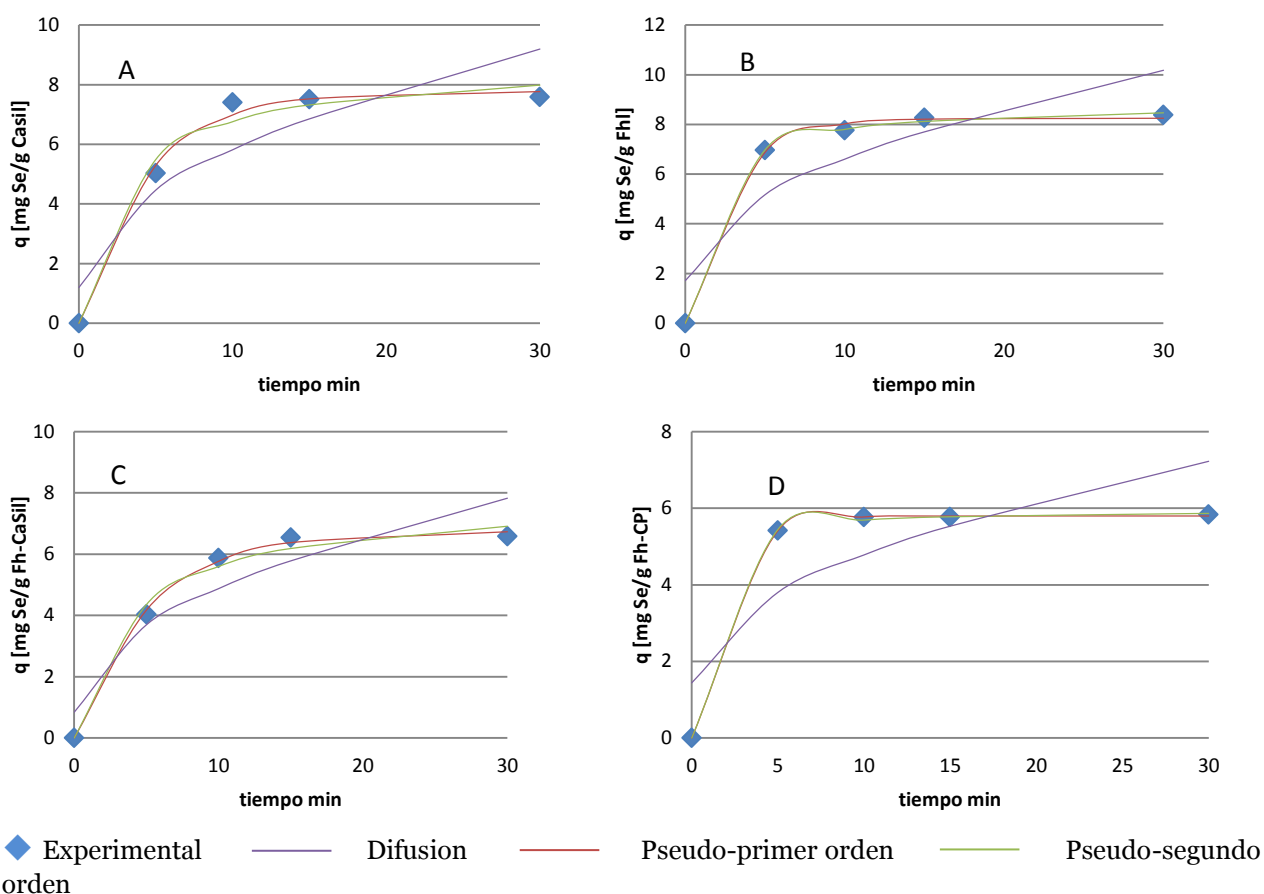 10
8
6
4
2
0
0 10 20 30
q [mg Se/g Casil]
tiempo min
A
12
10
8
6
4
2
0
0 10 20 30
q [mg Se/g FhI]
tiempo min
B
10
8
6
4
2
0
0 10 20 30
q [mg Se/g Fh-CaSil]
tiempo min
C
8
6
4
2
0
0 5 10 15 20 25 30
q [mg Se/g Fh-CP]
tiempo min
D
Experimental Difusion Pseudo-primer orden Pseudo-segundo
orden